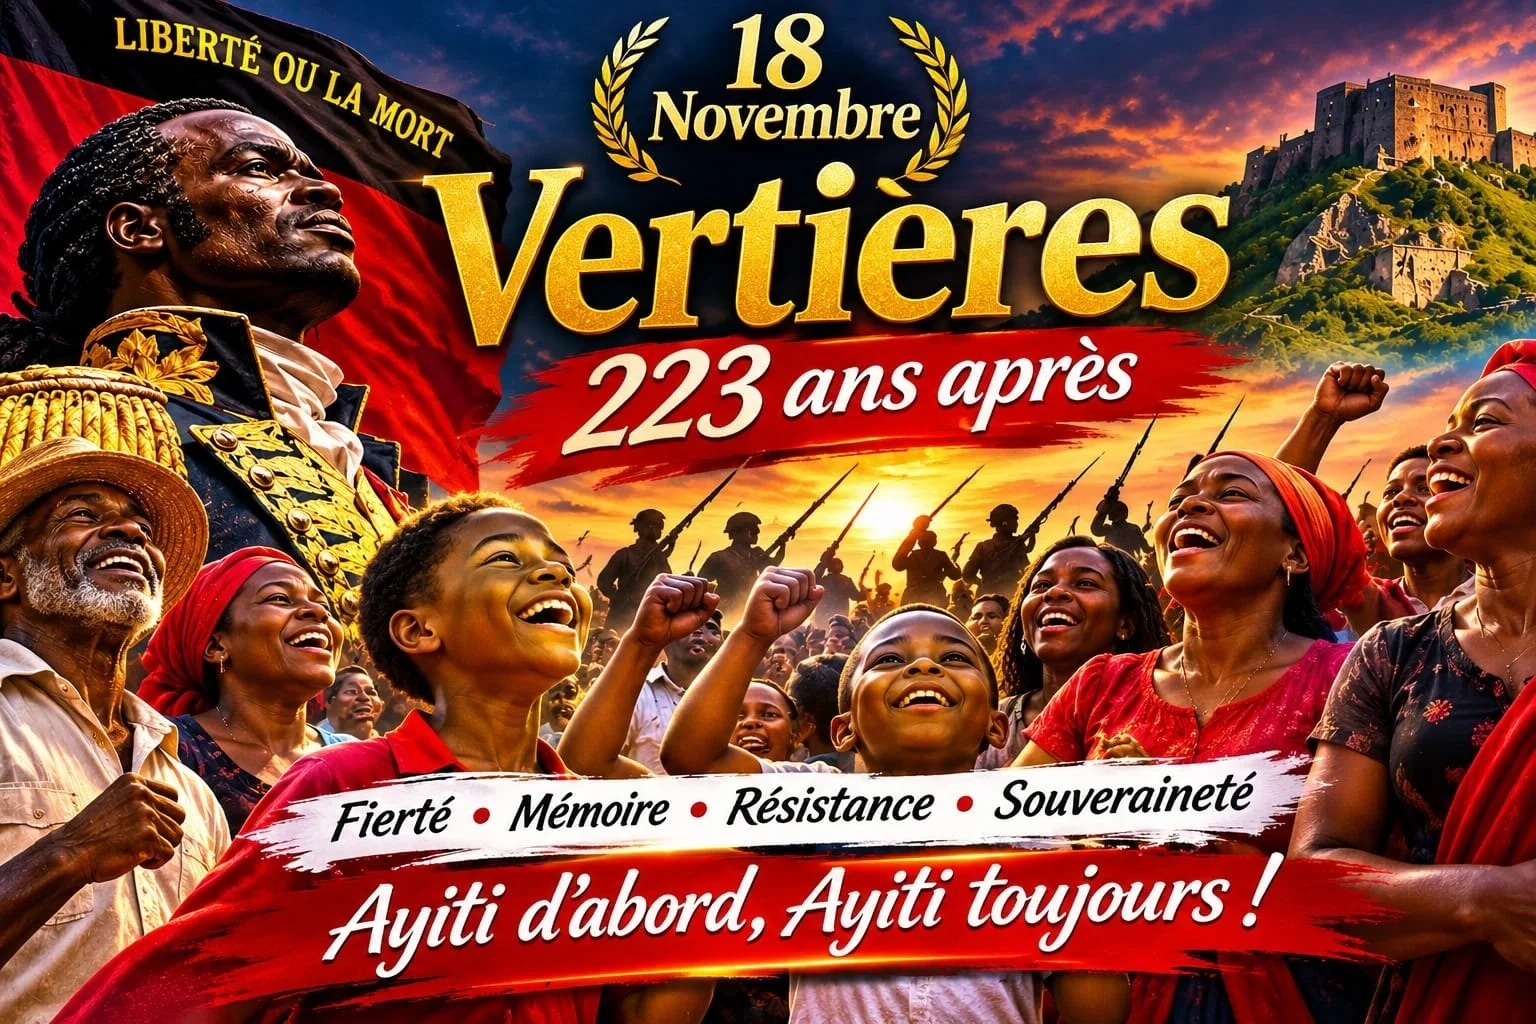 LIBERTÉ OU LA MORT
18
Novembre
Vertières
223 ans après
Fierté • Mémoire • Résistance • Souveraineté
Ayiti d'abord, Ayiti toujours !